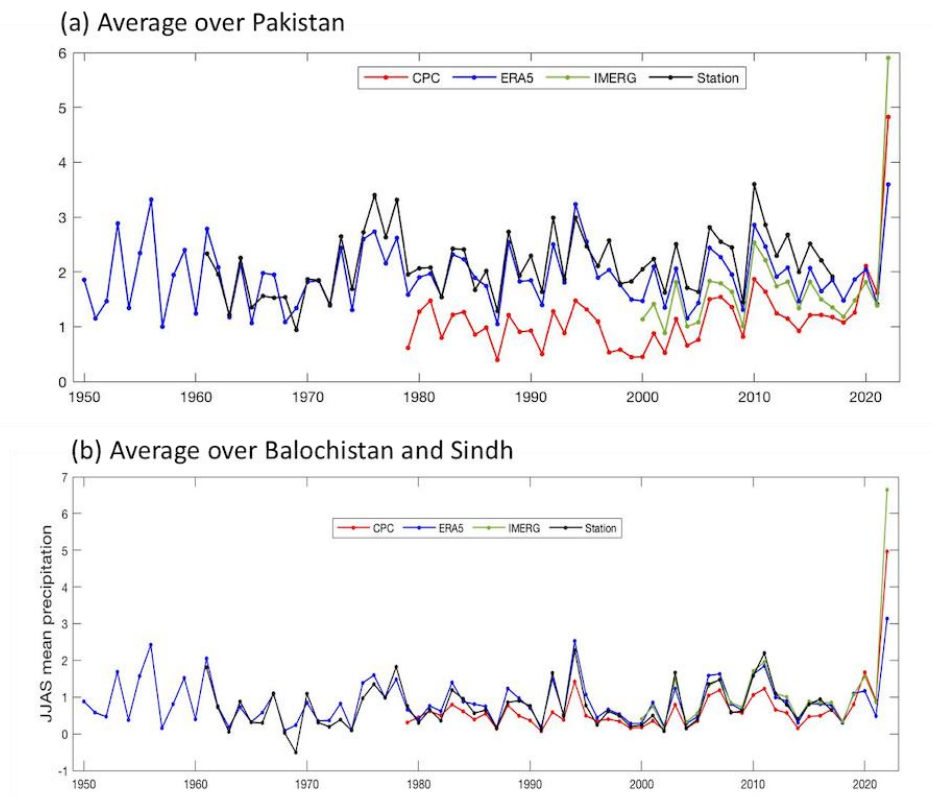 (a) Average over Pakistan
6
CPC ERA5 IMERG Station
5
4
3
2
1
0
1950 1960 1970 1980 1990 2000 2010 2020
(b) Average over Balochistan and Sindh
7
6
CPC ERA5 IMERG Station
5
4
3
2
1
0
-1
JJAS mean precipitation
1950 1960 1970 1980 1990 2000 2010 2020